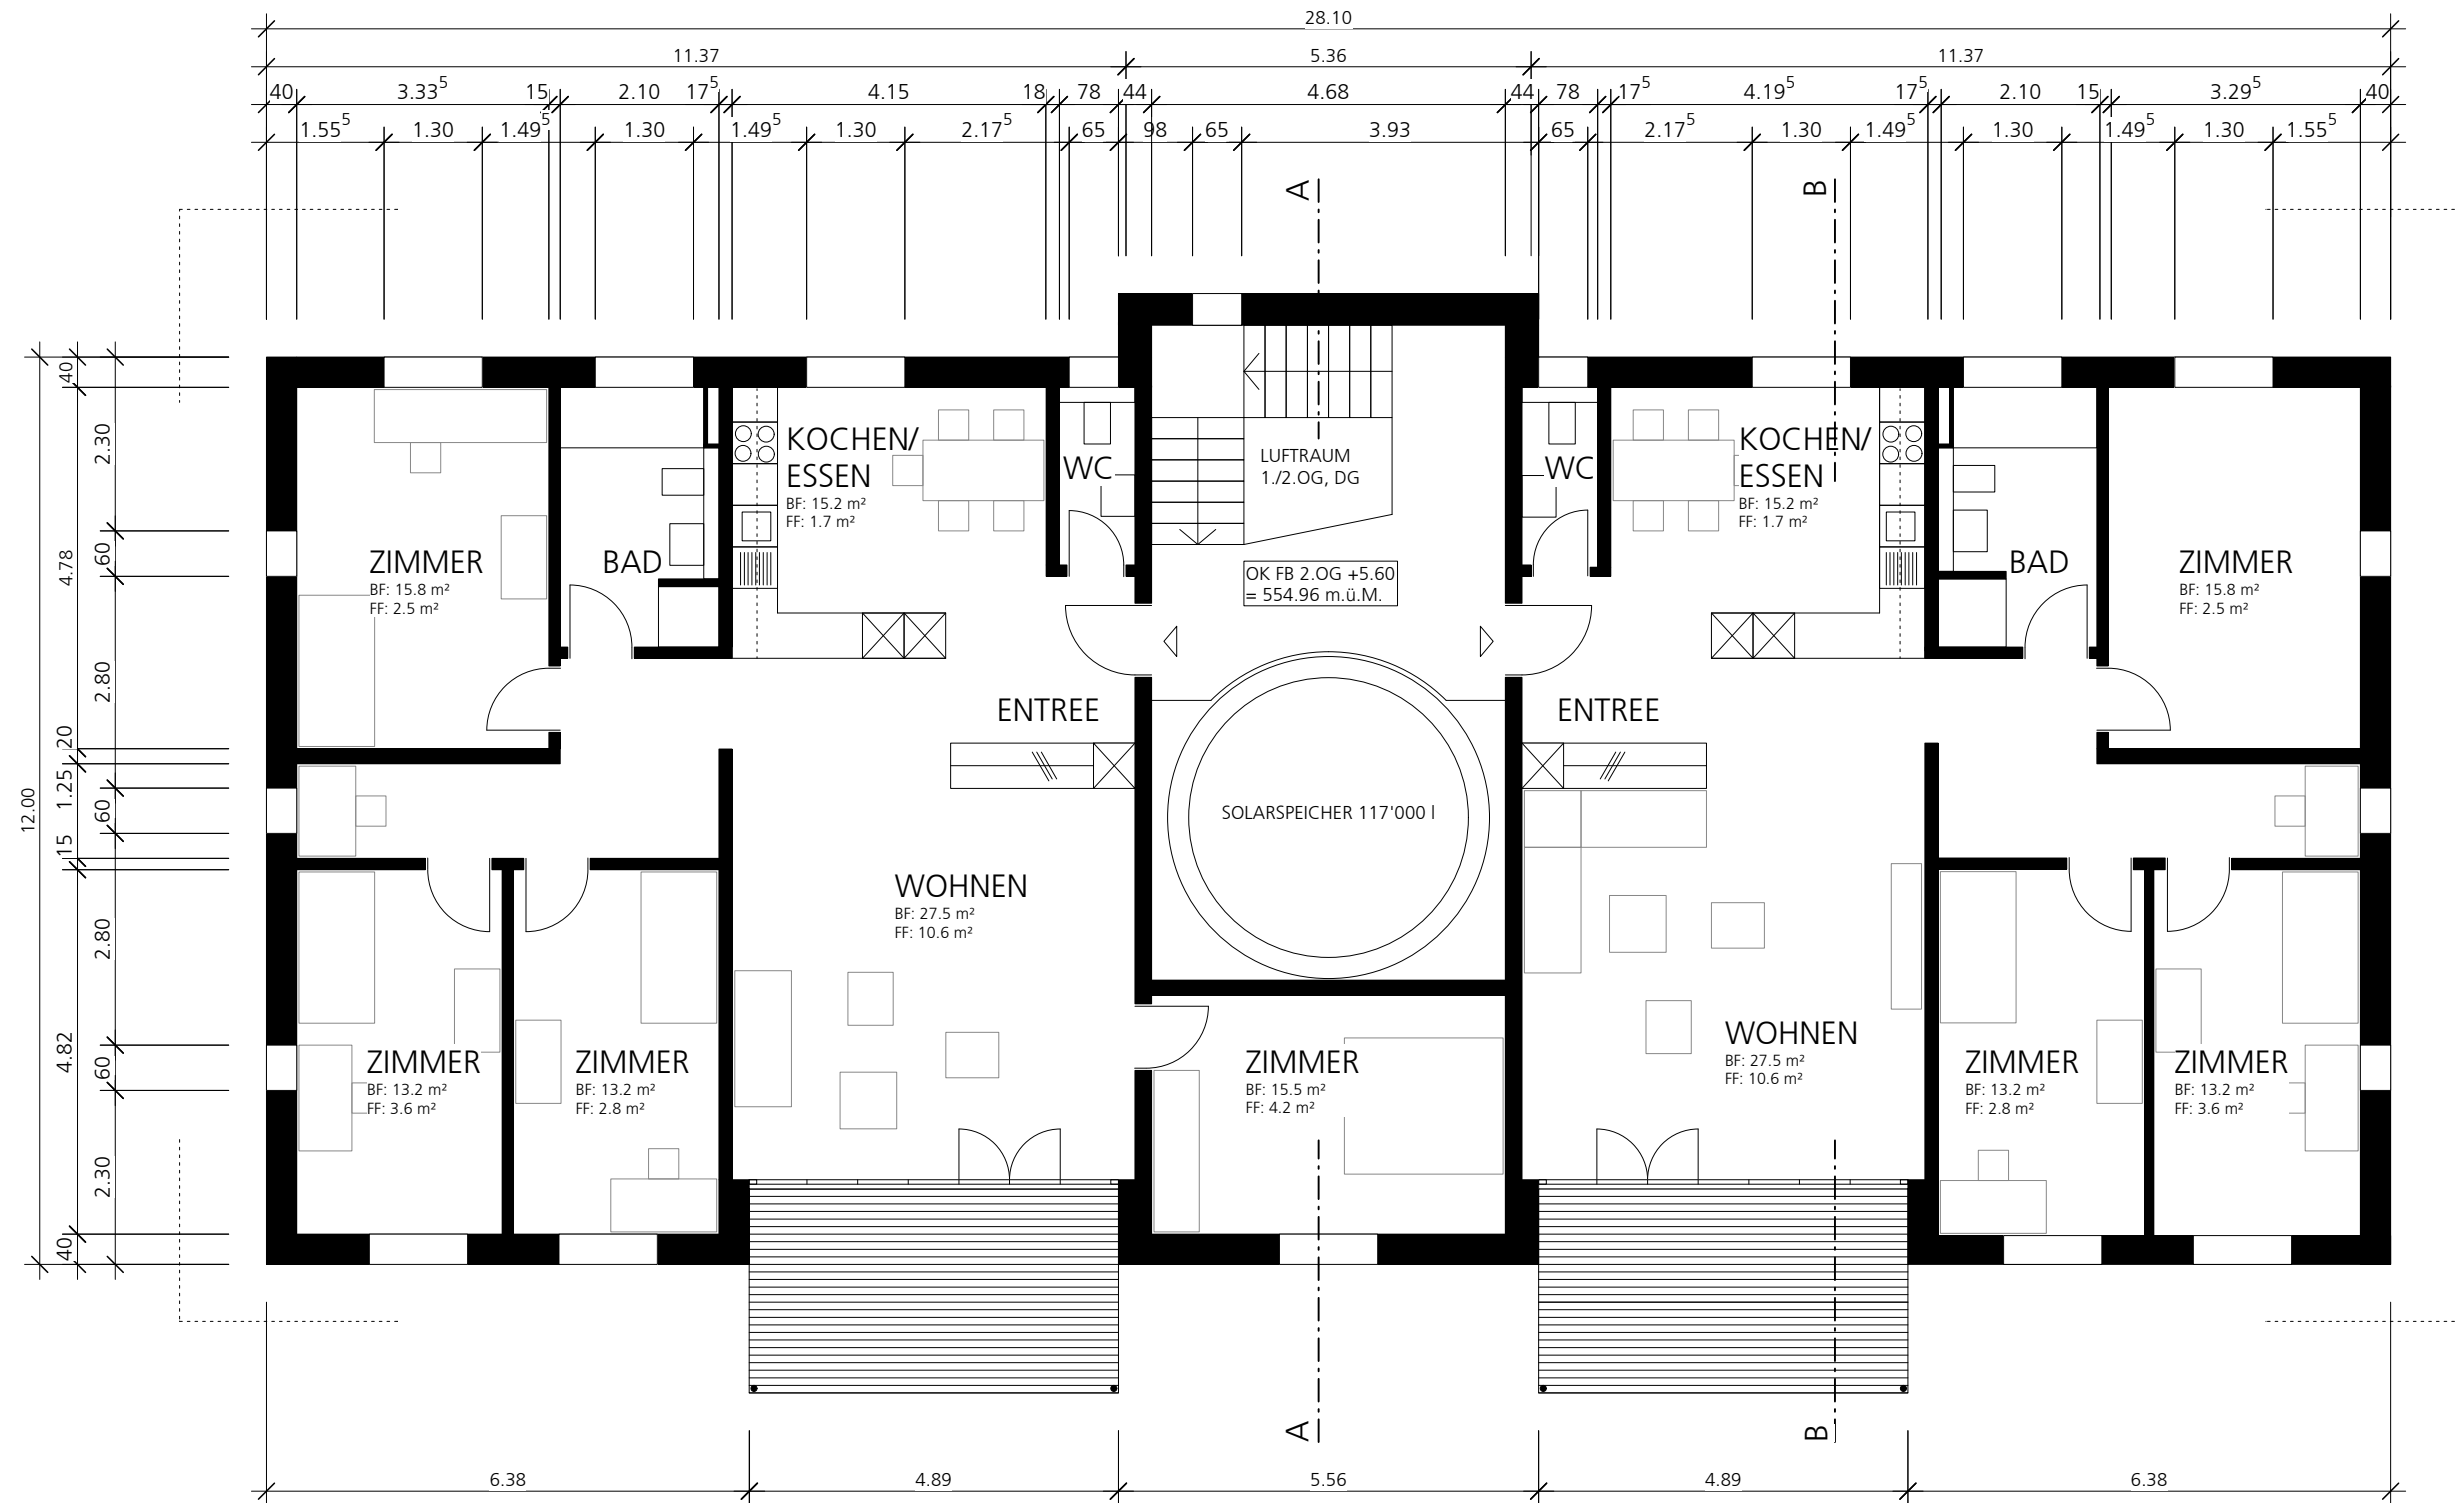 28.10
11.37 5.36 11.37
40 3.33⁵ 15 2.10 17⁵ 4.15 18 78 44 4.68 44 78 17⁵ 4.19⁵ 17⁵ 2.10 15 3.29⁵ 40
1.55⁵ 1.30 1.49⁵ 1.30 1.49⁵ 1.30 2.17⁵ 65 98 65 3.93 65 2.17⁵ 1.30 1.49⁵ 1.30 1.49⁵ 1.30 1.55⁵
A
B
12.00
40
4.78
20
1.25
15
4.82
40
2.30
60
2.80
60
2.80
60
2.30
ZIMMER
BF: 15.8 m²
FF: 2.5 m²
BAD
KOCHEN/
ESSEN
BF: 15.2 m²
FF: 1.7 m²
WC
LUFTRAUM
1./2.OG, DG
OK FB 2.OG +5.60
= 554.96 m.ü.M.
WC
KOCHEN/
ESSEN
BF: 15.2 m²
FF: 1.7 m²
BAD
ZIMMER
BF: 15.8 m²
FF: 2.5 m²
ENTREE
ENTREE
SOLARSPEICHER 117'000 l
WOHNEN
BF: 27.5 m²
FF: 10.6 m²
WOHNEN
BF: 27.5 m²
FF: 10.6 m²
ZIMMER
BF: 13.2 m²
FF: 3.6 m²
ZIMMER
BF: 13.2 m²
FF: 2.8 m²
ZIMMER
BF: 15.5 m²
FF: 4.2 m²
ZIMMER
BF: 13.2 m²
FF: 2.8 m²
ZIMMER
BF: 13.2 m²
FF: 3.6 m²
A
B
6.38 4.89 5.56 4.89 6.38